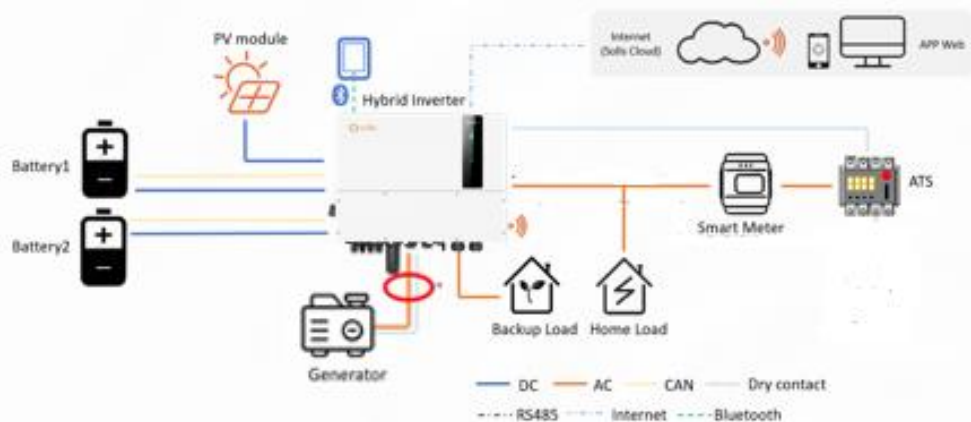 PV module
Internet
(Solis Cloud)
APP Web
Hybrid Inverter
Battery1
ATS
Smart Meter
Battery2
Backup Load
Home Load
Generator
DC
AC
CAN
Dry contact
RS485
Internet
Bluetooth